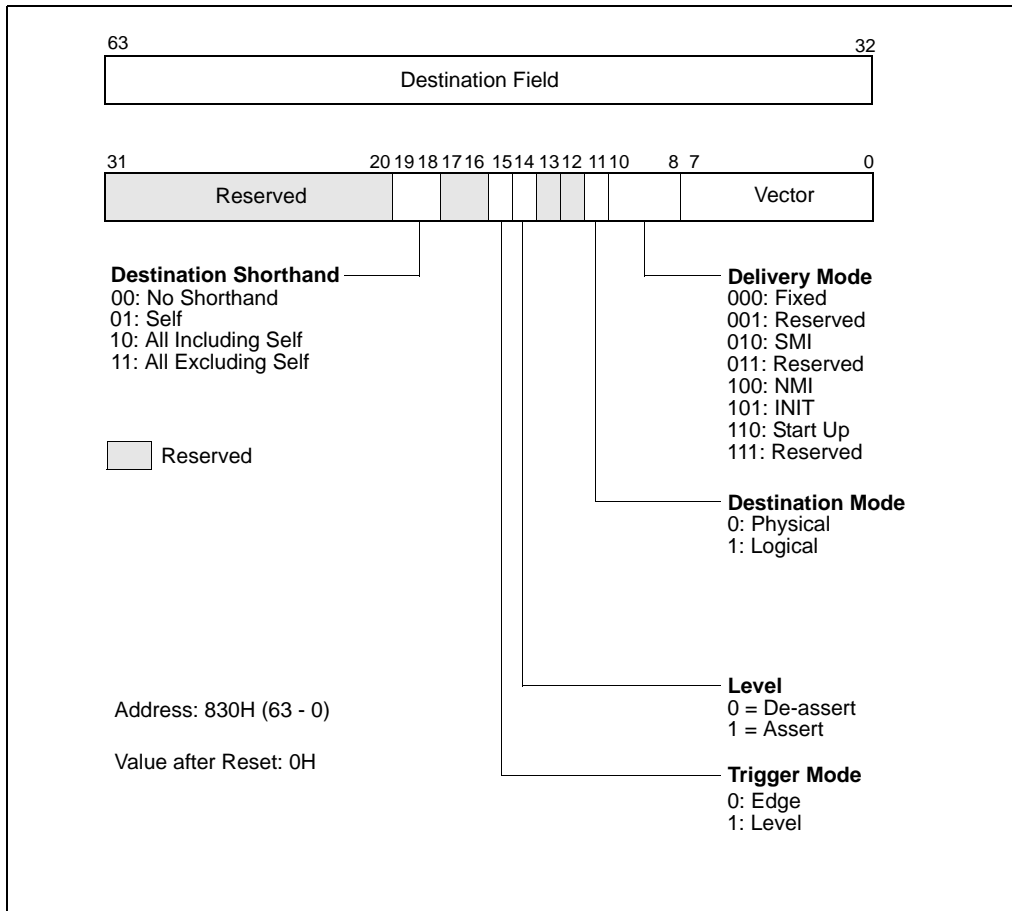 63 32
Destination Field
31 20 19 18 17 16 15 14 13 12 11 10 8 7 0
Reserved Vector
Destination Shorthand
00: No Shorthand
01: Self
10: All Including Self
11: All Excluding Self
Reserved
Delivery Mode
000: Fixed
001: Reserved
010: SMI
011: Reserved
100: NMI
101: INIT
110: Start Up
111: Reserved
Destination Mode
0: Physical
1: Logical
Level
0 = De-assert
1 = Assert
Address: 830H (63 - 0)
Value after Reset: 0H
Trigger Mode
0: Edge
1: Level